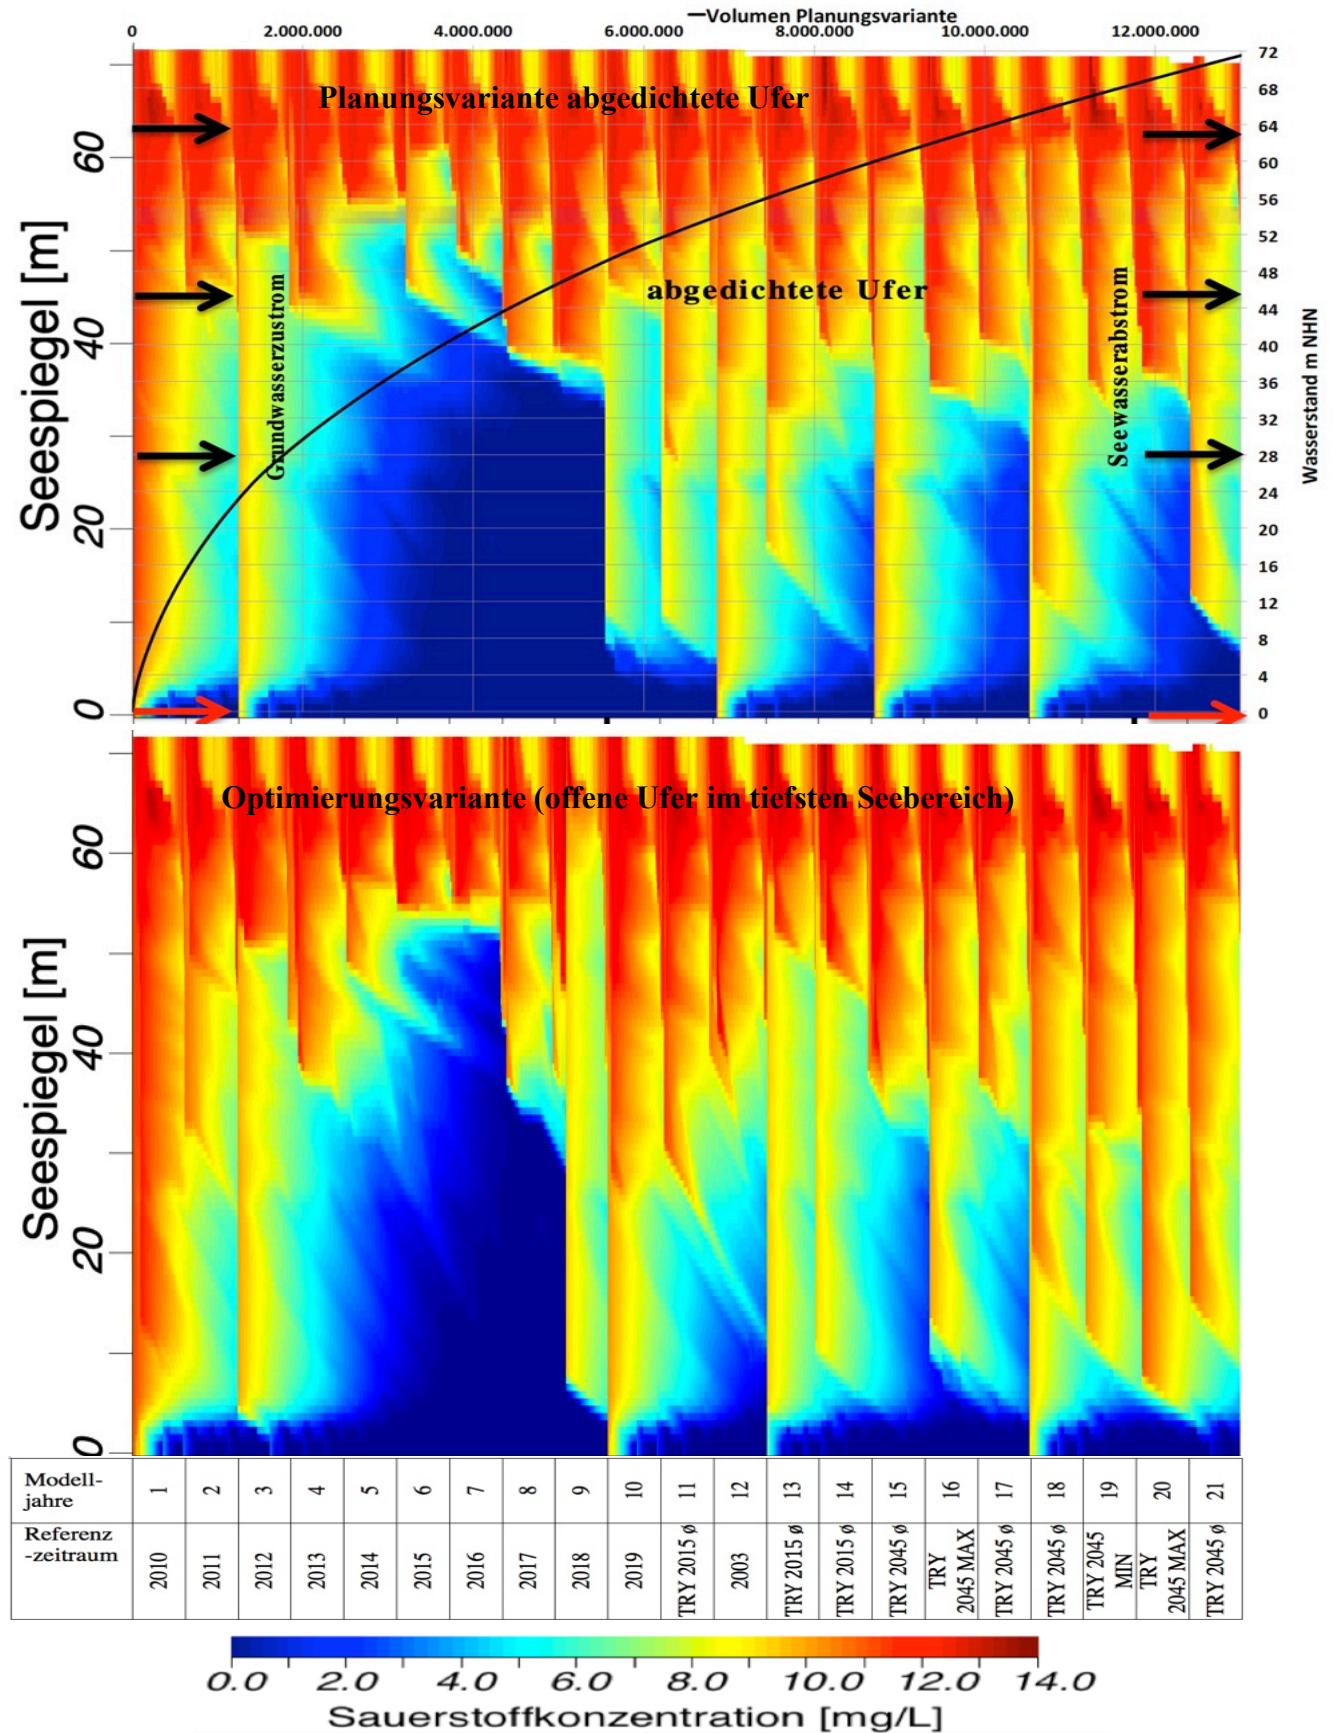 —Volumen Planungsvariante
0 2.000.000 4.000.000 6.000.000 8.000.000 10.000.000 12.000.000
Planungsvariante abgedichtete Ufer
Seespiegel [m]
60
40
20
0
Grundwasserzustrom
abgedichtete Ufer
Seewasserabstrom
72
68
64
60
56
52
48
44
40
36
32
28
24
20
16
12
8
4
0
Wasserstand m NHN
Optimierungsvariante (offene Ufer im tiefsten Seebereich)
Seespiegel [m]
60
40
20
0
Modell-
jahre
1 2 3 4 5 6 7 8 9 10 11 12 13 14 15 16 17 18 19 20 21
Referenz
-zeitraum
2010
2011
2012
2013
2014
2015
2016
2017
2018
2019
TRY 2015 ø
2003
TRY 2015 ø
TRY 2015 ø
TRY 2045 ø
TRY
2045 MAX
TRY 2045 ø
TRY 2045 ø
TRY 2045
MIN
TRY
2045 MAX
TRY 2045 ø
0.0 2.0 4.0 6.0 8.0 10.0 12.0 14.0
Sauerstoffkonzentration [mg/L]